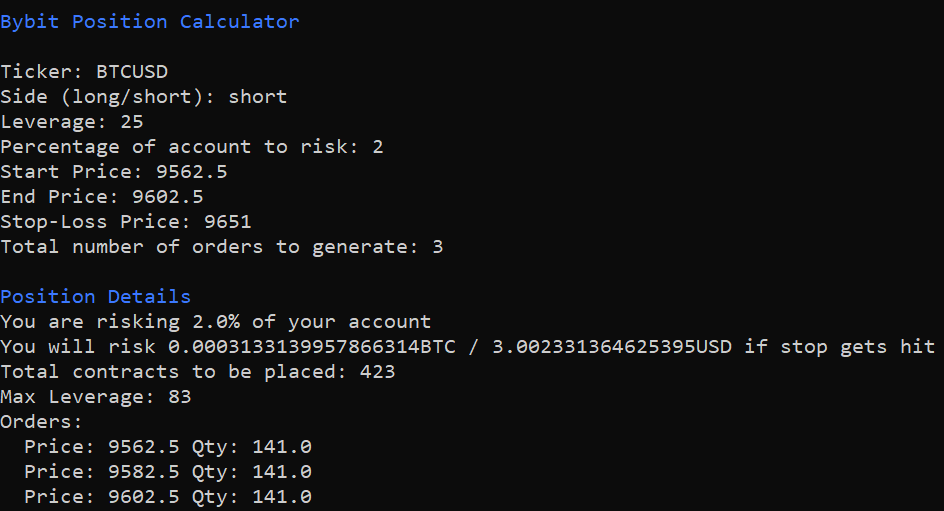 Bybit Position Calculator
Ticker: BTCUSD
Side (long/short): short
Leverage: 25
Percentage of account to risk: 2
Start Price: 9562.5
End Price: 9602.5
Stop-Loss Price: 9651
Total number of orders to generate: 3
Position Details
You are risking 2.0% of your account
You will risk 0.0003133139957866314BTC / 3.002331364625395USD if stop gets hit
Total contracts to be placed: 423
Max Leverage: 83
Orders:
Price: 9562.5 Qty: 141.0
Price: 9582.5 Qty: 141.0
Price: 9602.5 Qty: 141.0